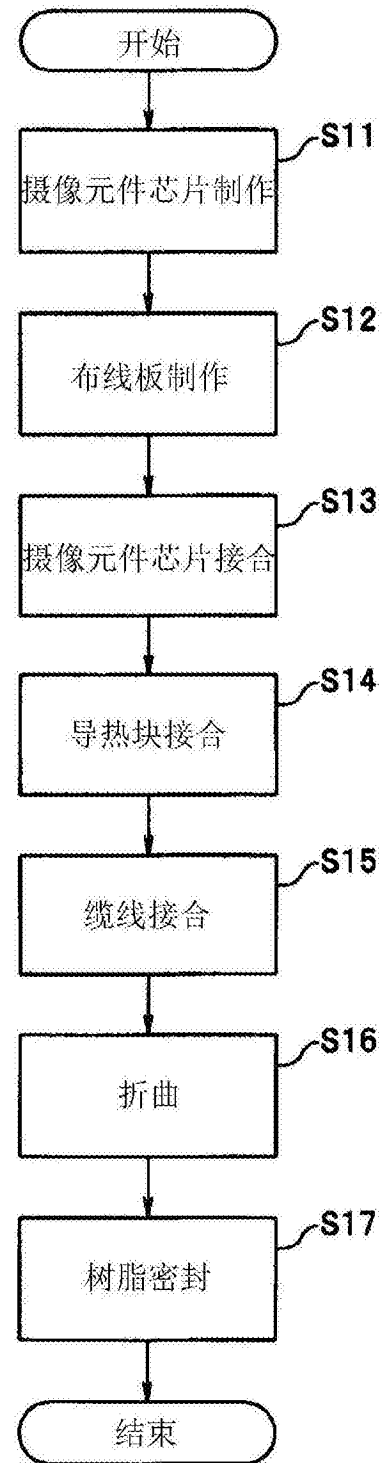 开始
S11
摄像元件芯片制作
S12
布线板制作
S13
摄像元件芯片接合
S14
导热块接合
S15
缆线接合
S16
折曲
S17
树脂密封
结束